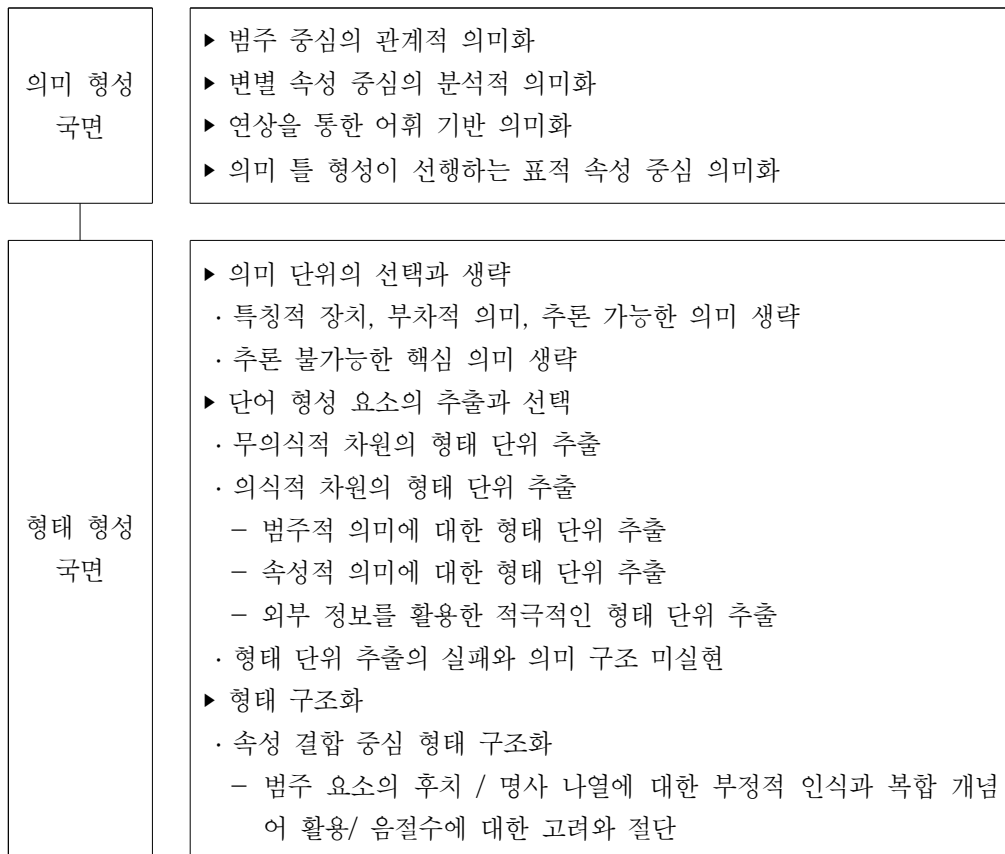 의미 형성
국면
▶ 범주 중심의 관계적 의미화
▶ 변별 속성 중심의 분석적 의미화
▶ 연상을 통한 어휘 기반 의미화
▶ 의미 틀 형성이 선행하는 표적 속성 중심 의미화
형태 형성
국면
▶ 의미 단위의 선택과 생략
· 특칭적 장치, 부차적 의미, 추론 가능한 의미 생략
· 추론 불가능한 핵심 의미 생략
▶ 단어 형성 요소의 추출과 선택
· 무의식적 차원의 형태 단위 추출
· 의식적 차원의 형태 단위 추출
– 범주적 의미에 대한 형태 단위 추출
– 속성적 의미에 대한 형태 단위 추출
– 외부 정보를 활용한 적극적인 형태 단위 추출
· 형태 단위 추출의 실패와 의미 구조 미실현
▶ 형태 구조화
· 속성 결합 중심 형태 구조화
– 범주 요소의 후치 / 명사 나열에 대한 부정적 인식과 복합 개념
어 활용/ 음절수에 대한 고려와 절단